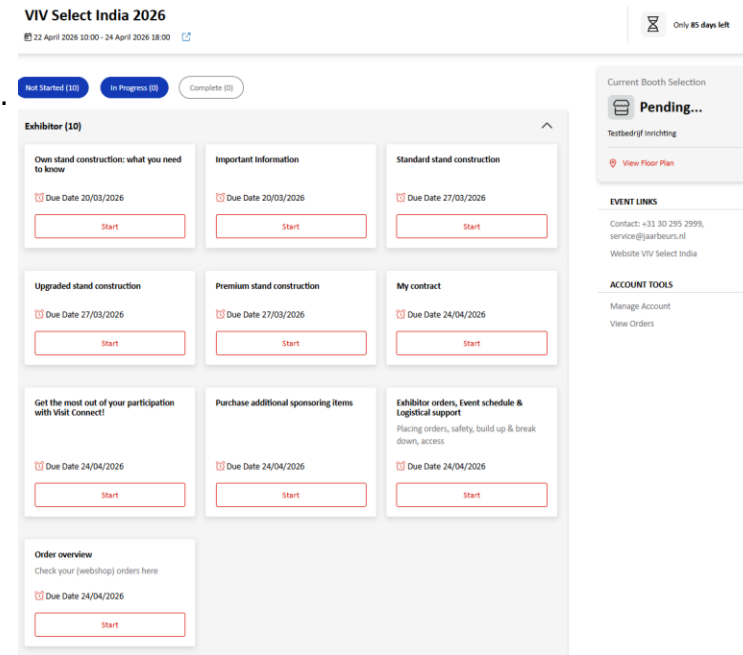 VIV Select India 2026
22 April 2026 10:00 - 24 April 2026 18:00
Only 85 days left
Not Started (10)
In Progress (0)
Complete (0)
Exhibitor (10)
Own stand construction: what you need
to know
Due Date 20/03/2026
Start
Important Information
Due Date 20/03/2026
Start
Standard stand construction
Due Date 27/03/2026
Start
Upgraded stand construction
Due Date 27/03/2026
Start
Premium stand construction
Due Date 27/03/2026
Start
My contract
Due Date 24/04/2026
Start
Get the most out of your participation
with Visit Connect!
Due Date 24/04/2026
Start
Purchase additional sponsoring items
Due Date 24/04/2026
Start
Exhibitor orders, Event schedule &
Logistical support
Placing orders, safety, build up & break
down, access
Due Date 24/04/2026
Start
Order overview
Check your (webshop) orders here
Due Date 24/04/2026
Start
Current Booth Selection
Pending...
Testbedrijf Inrichting
View Floor Plan
EVENT LINKS
Contact: +31 30 295 2999,
service@jaarbeurs.nl
Website VIV Select India
ACCOUNT TOOLS
Manage Account
View Orders